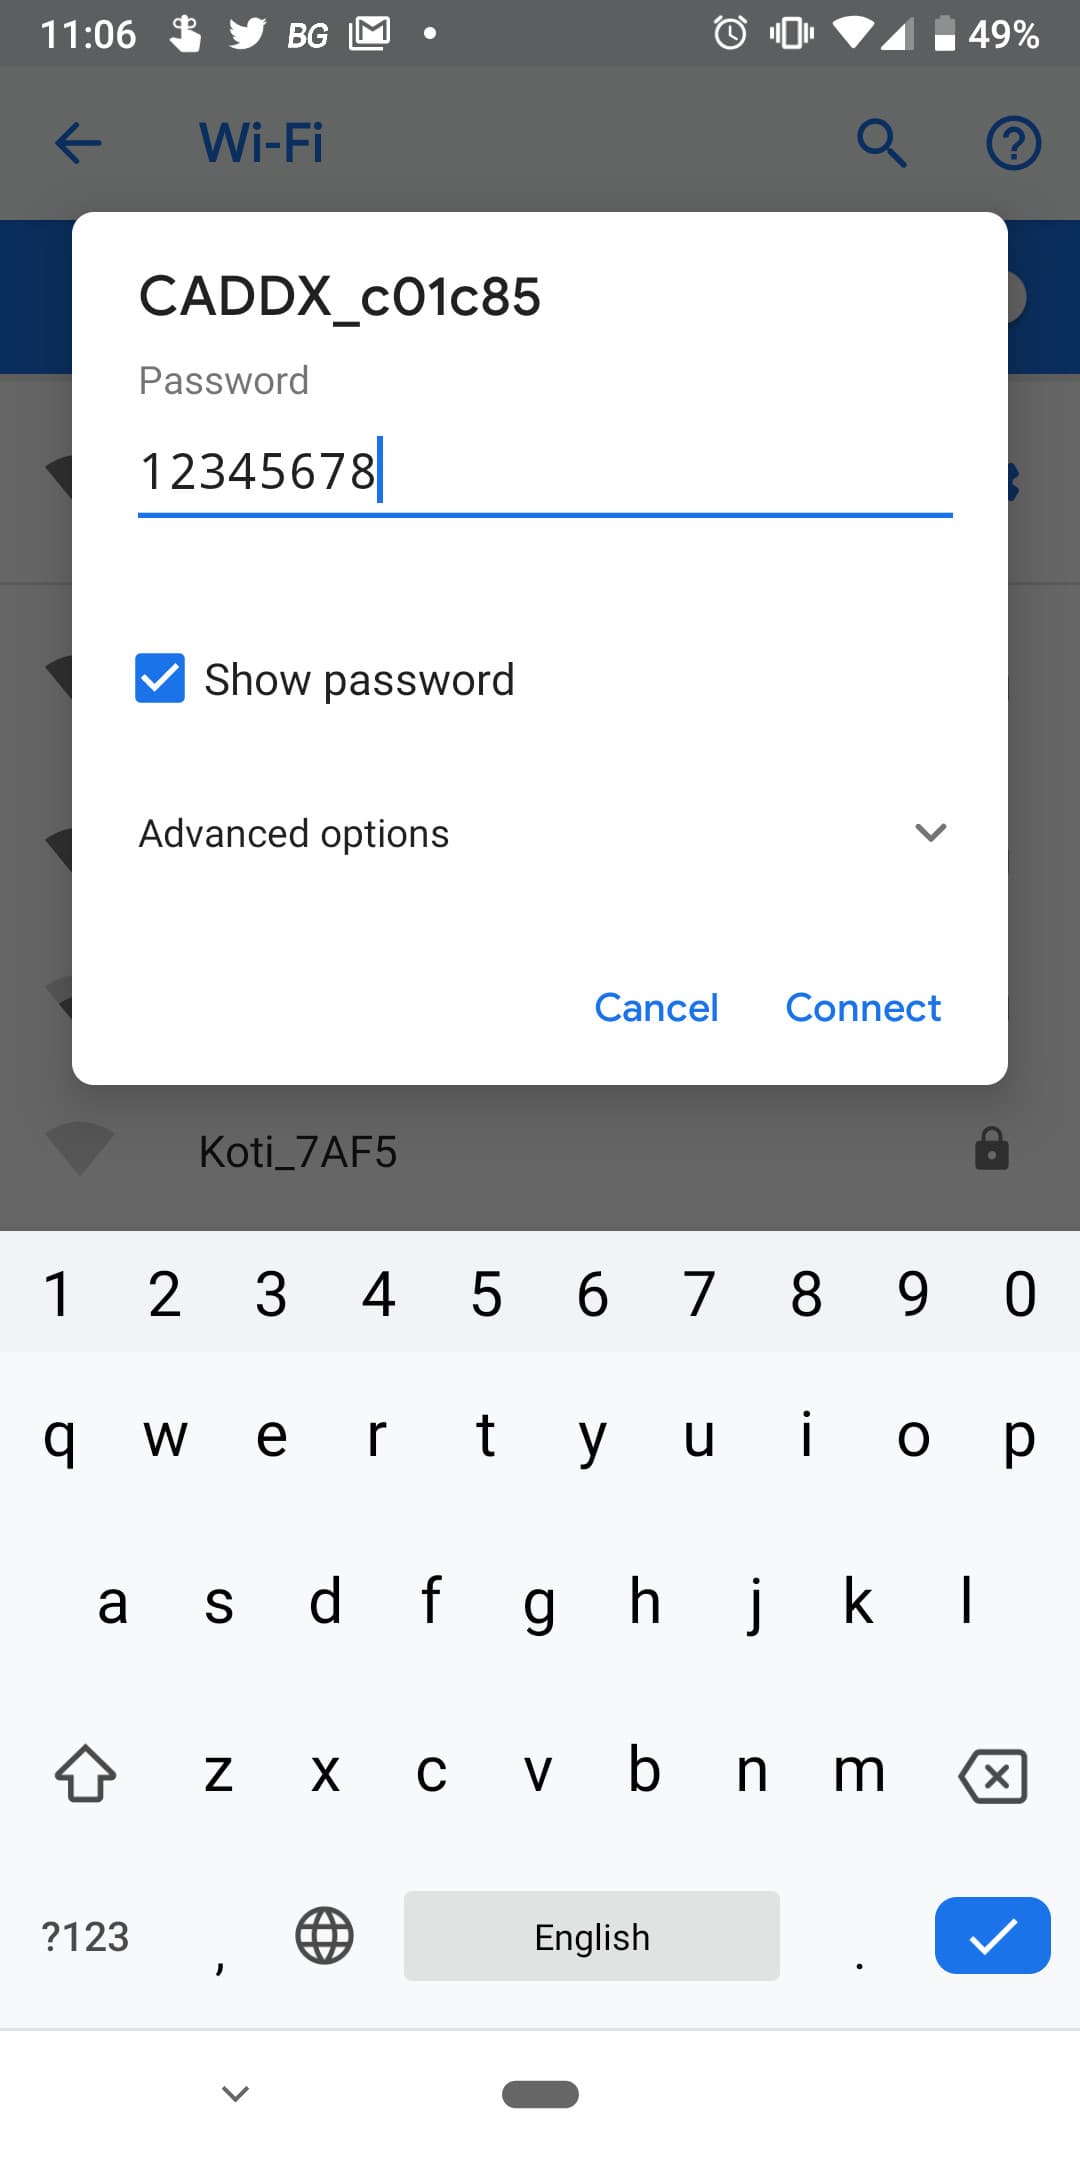 11:06 BG 49%
Wi-Fi
CADDX_c01c85
Password
12345678
Show password
Advanced options
Cancel Connect
Koti_7AF5
1 2 3 4 5 6 7 8 9 0
q w e r t y u i o p
a s d f g h j k l
z x c v b n m
?123 , English .